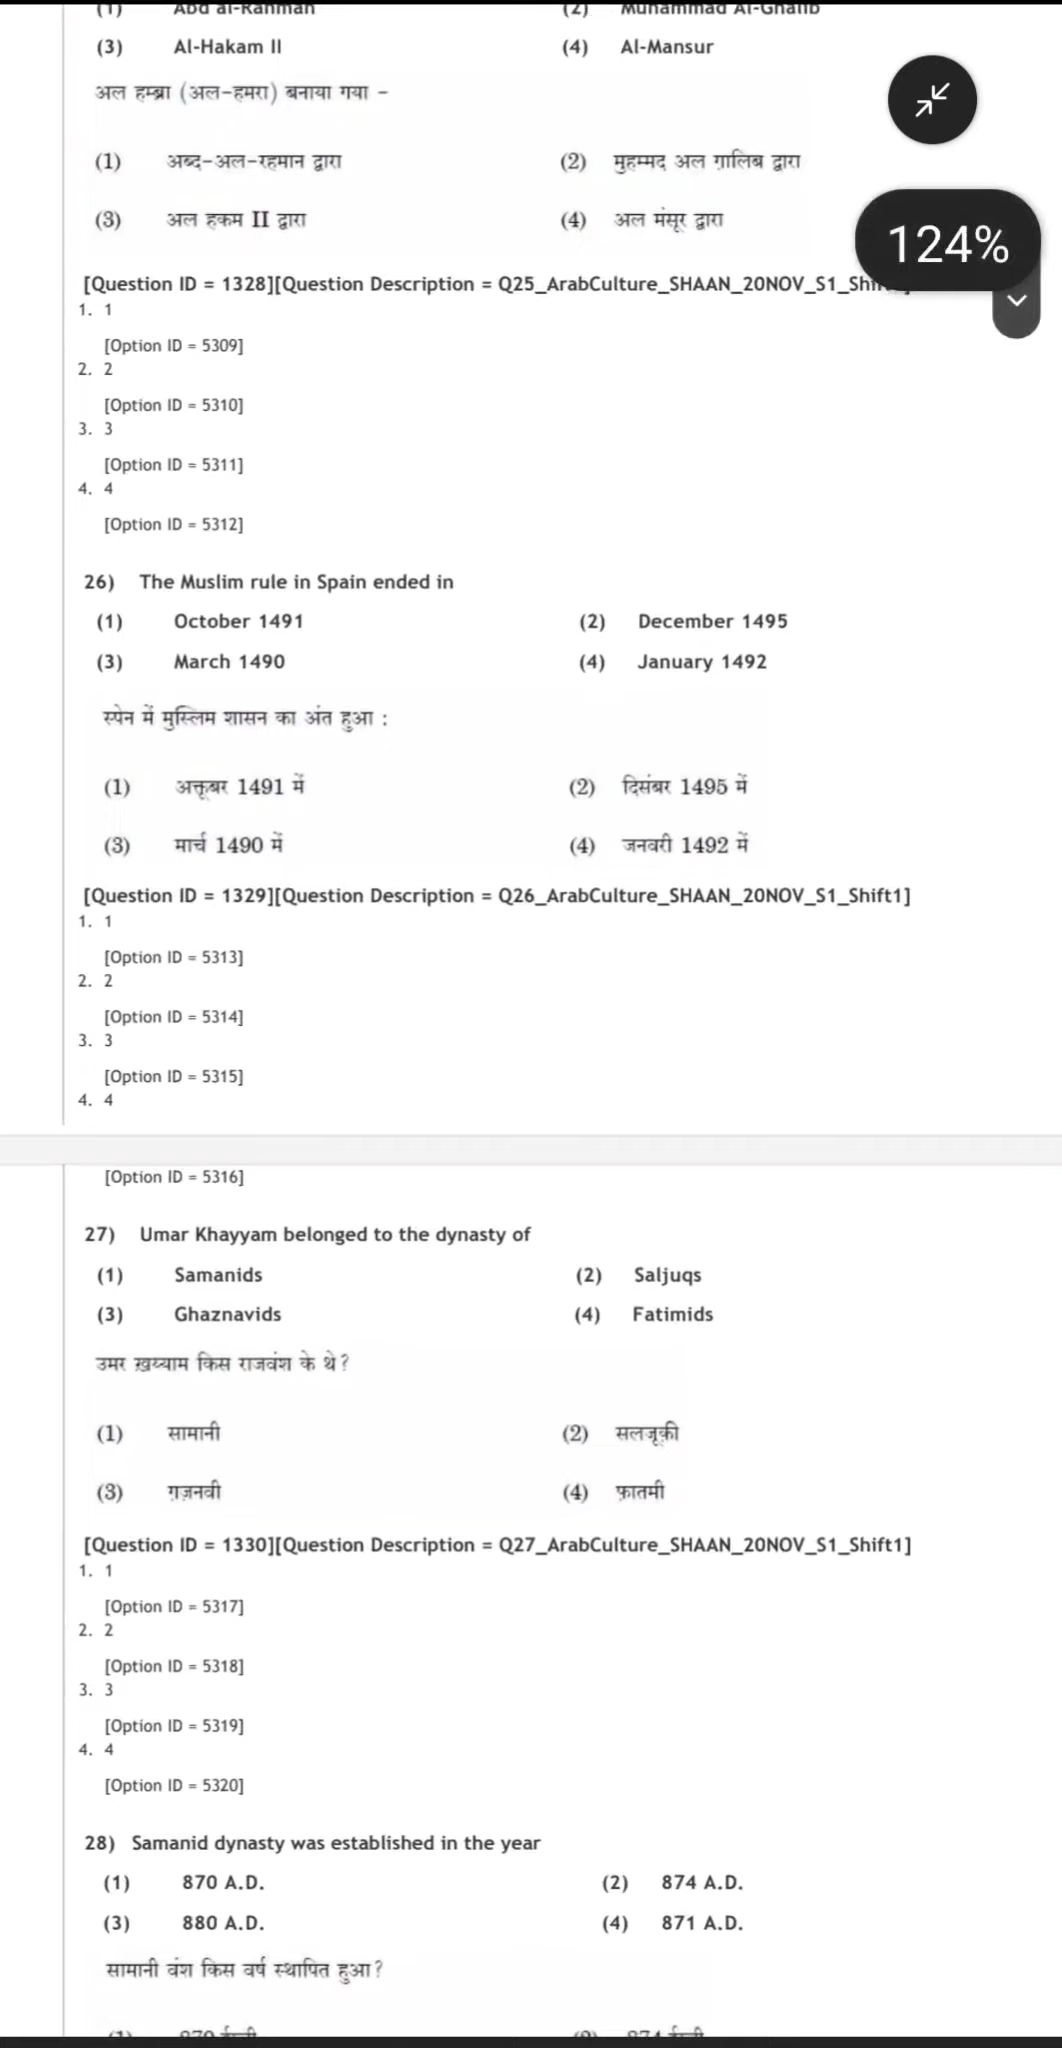 (1) Abd al-Rahman (2) Muhammad Al-Ghalib
(3) Al-Hakam II (4) Al-Mansur
अल हम्ब्रा (अल-हमरा) बनाया गया -
(1) अब्द-अल-रहमान द्वारा (2) मुहम्मद अल ग़ालिब द्वारा
(3) अल हकम II द्वारा (4) अल मंसूर द्वारा
124%
[Question ID = 1328][Question Description = Q25_ArabCulture_SHAAN_20NOV_S1_
1. 1
[Option ID = 5309]
2. 2
[Option ID = 5310]
3. 3
[Option ID = 5311]
4. 4
[Option ID = 5312]
26) The Muslim rule in Spain ended in
(1) October 1491 (2) December 1495
(3) March 1490 (4) January 1492
स्पेन में मुस्लिम शासन का अंत हुआ :
(1) अक्तूबर 1491 में (2) दिसंबर 1495 में
(3) मार्च 1490 में (4) जनवरी 1492 में
[Question ID = 1329][Question Description = Q26_ArabCulture_SHAAN_20NOV_S1_Shift1]
1. 1
[Option ID = 5313]
2. 2
[Option ID = 5314]
3. 3
[Option ID = 5315]
4. 4
[Option ID = 5316]
27) Umar Khayyam belonged to the dynasty of
(1) Samanids (2) Saljuqs
(3) Ghaznavids (4) Fatimids
उमर ख़य्याम किस राजवंश के थे?
(1) सामानी (2) सलजूक़ी
(3) ग़ज़नवी (4) फ़ातमी
[Question ID = 1330][Question Description = Q27_ArabCulture_SHAAN_20NOV_S1_Shift1]
1. 1
[Option ID = 5317]
2. 2
[Option ID = 5318]
3. 3
[Option ID = 5319]
4. 4
[Option ID = 5320]
28) Samanid dynasty was established in the year
(1) 870 A.D. (2) 874 A.D.
(3) 880 A.D. (4) 871 A.D.
सामानी वंश किस वर्ष स्थापित हुआ?